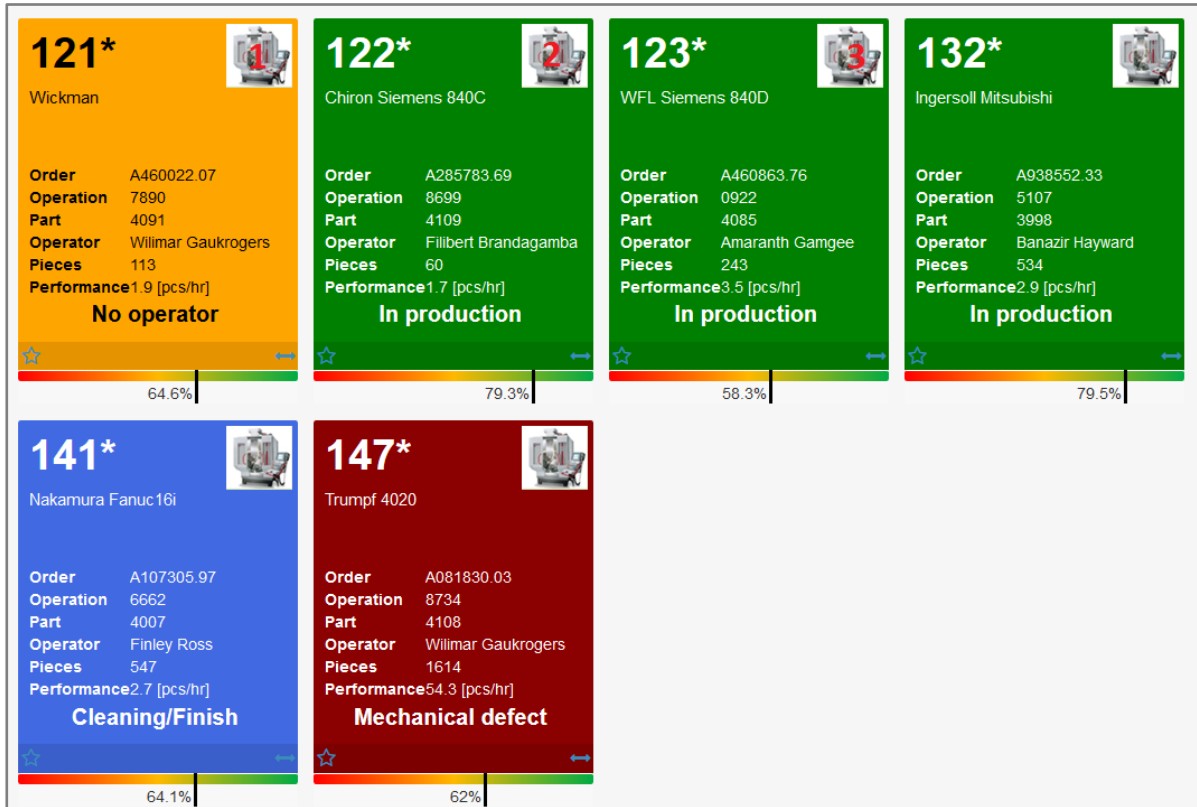 121*
1
Wickman
Order A460022.07
Operation 7890
Part 4091
Operator Wilimar Gaukrogers
Pieces 113
Performance1.9 [pcs/hr]
No operator
64.6%
122*
2
Chiron Siemens 840C
Order A285783.69
Operation 8699
Part 4109
Operator Filibert Brandagamba
Pieces 60
Performance1.7 [pcs/hr]
In production
79.3%
123*
3
WFL Siemens 840D
Order A460863.76
Operation 0922
Part 4085
Operator Amaranth Gamgee
Pieces 243
Performance3.5 [pcs/hr]
In production
58.3%
132*
Ingersoll Mitsubishi
Order A938552.33
Operation 5107
Part 3998
Operator Banazir Hayward
Pieces 534
Performance2.9 [pcs/hr]
In production
79.5%
141*
Nakamura Fanuc16i
Order A107305.97
Operation 6662
Part 4007
Operator Finley Ross
Pieces 547
Performance2.7 [pcs/hr]
Cleaning/Finish
64.1%
147*
Trumpf 4020
Order A081830.03
Operation 8734
Part 4108
Operator Wilimar Gaukrogers
Pieces 1614
Performance54.3 [pcs/hr]
Mechanical defect
62%